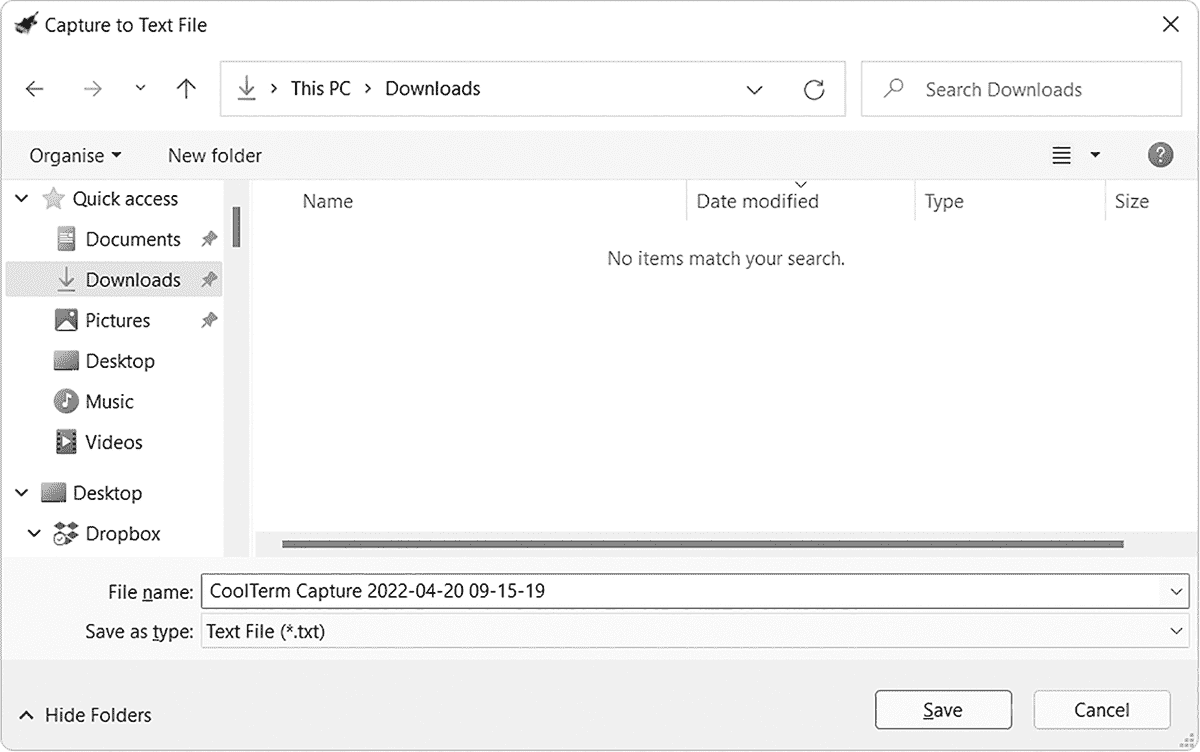 Capture to Text File
This PC > Downloads
Search Downloads
Organise New folder
?
Quick access
Documents
Downloads
Pictures
Desktop
Music
Videos
Desktop
Dropbox
Name Date modified Type Size
No items match your search.
File name: CoolTerm Capture 2022-04-20 09-15-19
Save as type: Text File (*.txt)
Hide Folders Save Cancel